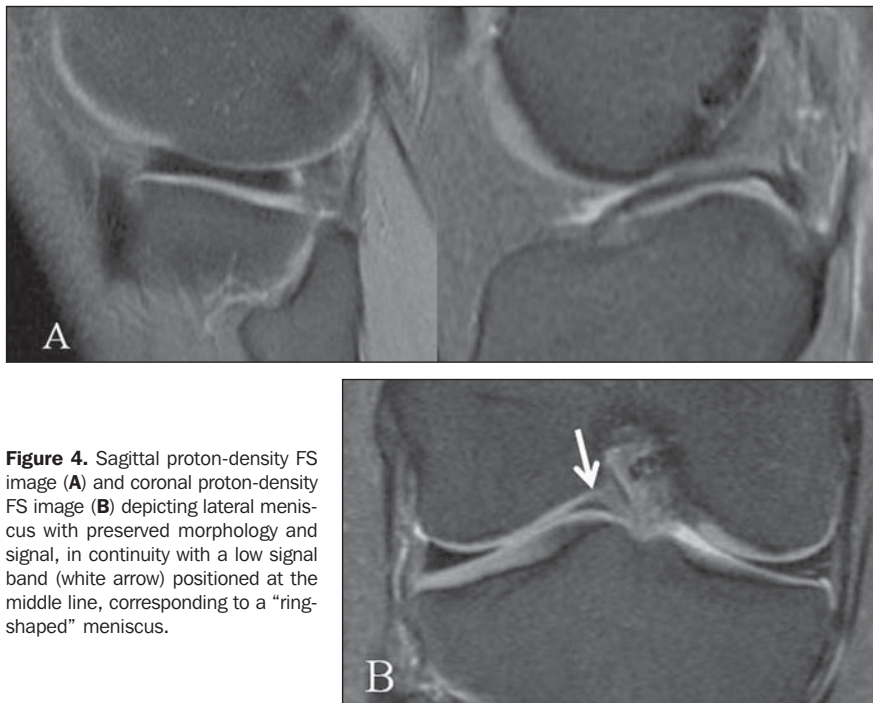 A
Figure 4. Sagittal proton-density FS
image (A) and coronal proton-density
FS image (B) depicting lateral menis-
cus with preserved morphology and
signal, in continuity with a low signal
band (white arrow) positioned at the
middle line, corresponding to a “ring-
shaped” meniscus.
B